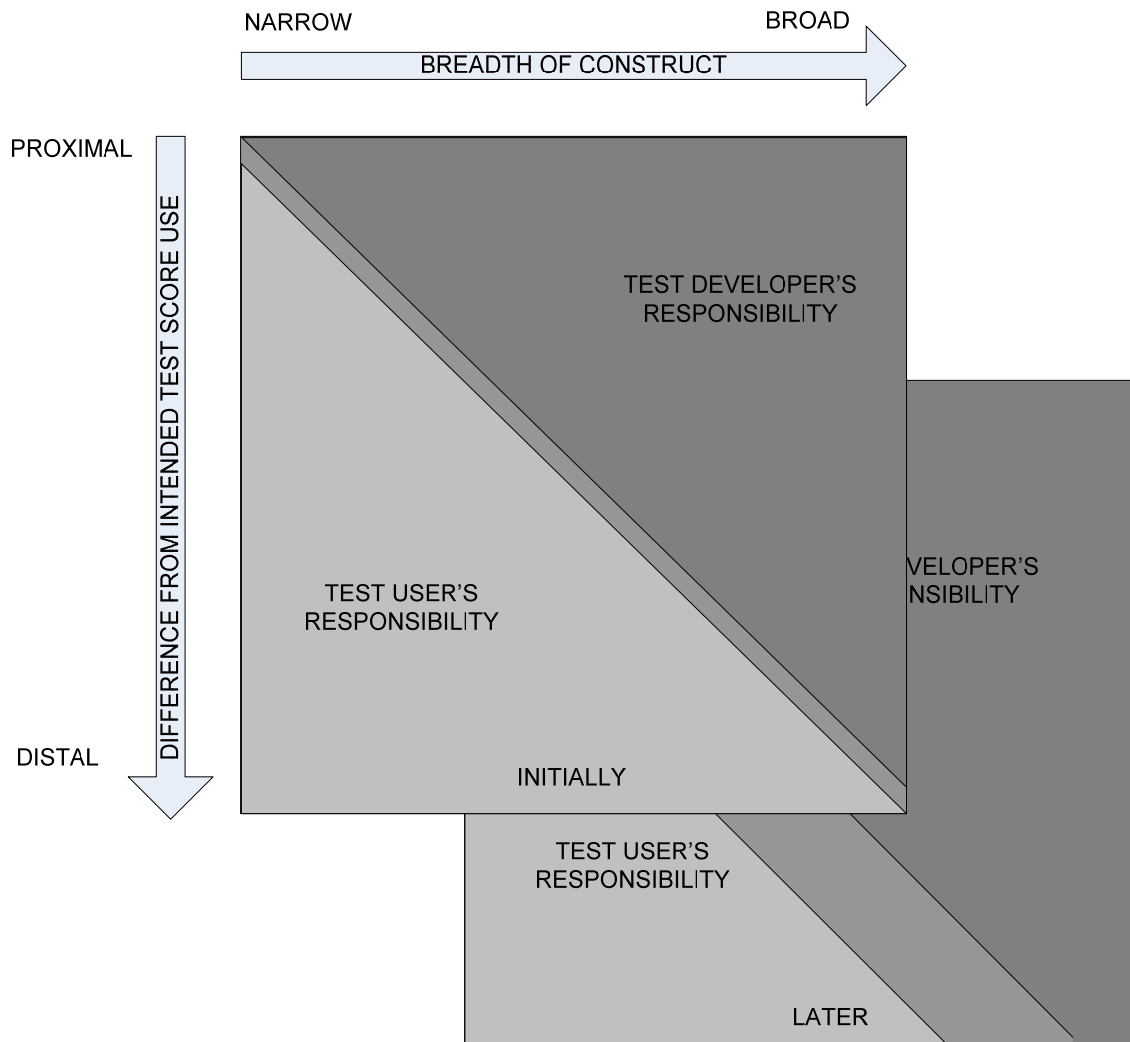 NARROW
BROAD
BREADTH OF CONSTRUCT
PROXIMAL
DIFFERENCE FROM INTENDED TEST SCORE USE
TEST DEVELOPER'S
RESPONSIBILITY
VELOPER'S
NSIBILITY
TEST USER'S
RESPONSIBILITY
DISTAL
INITIALLY
TEST USER'S
RESPONSIBILITY
LATER